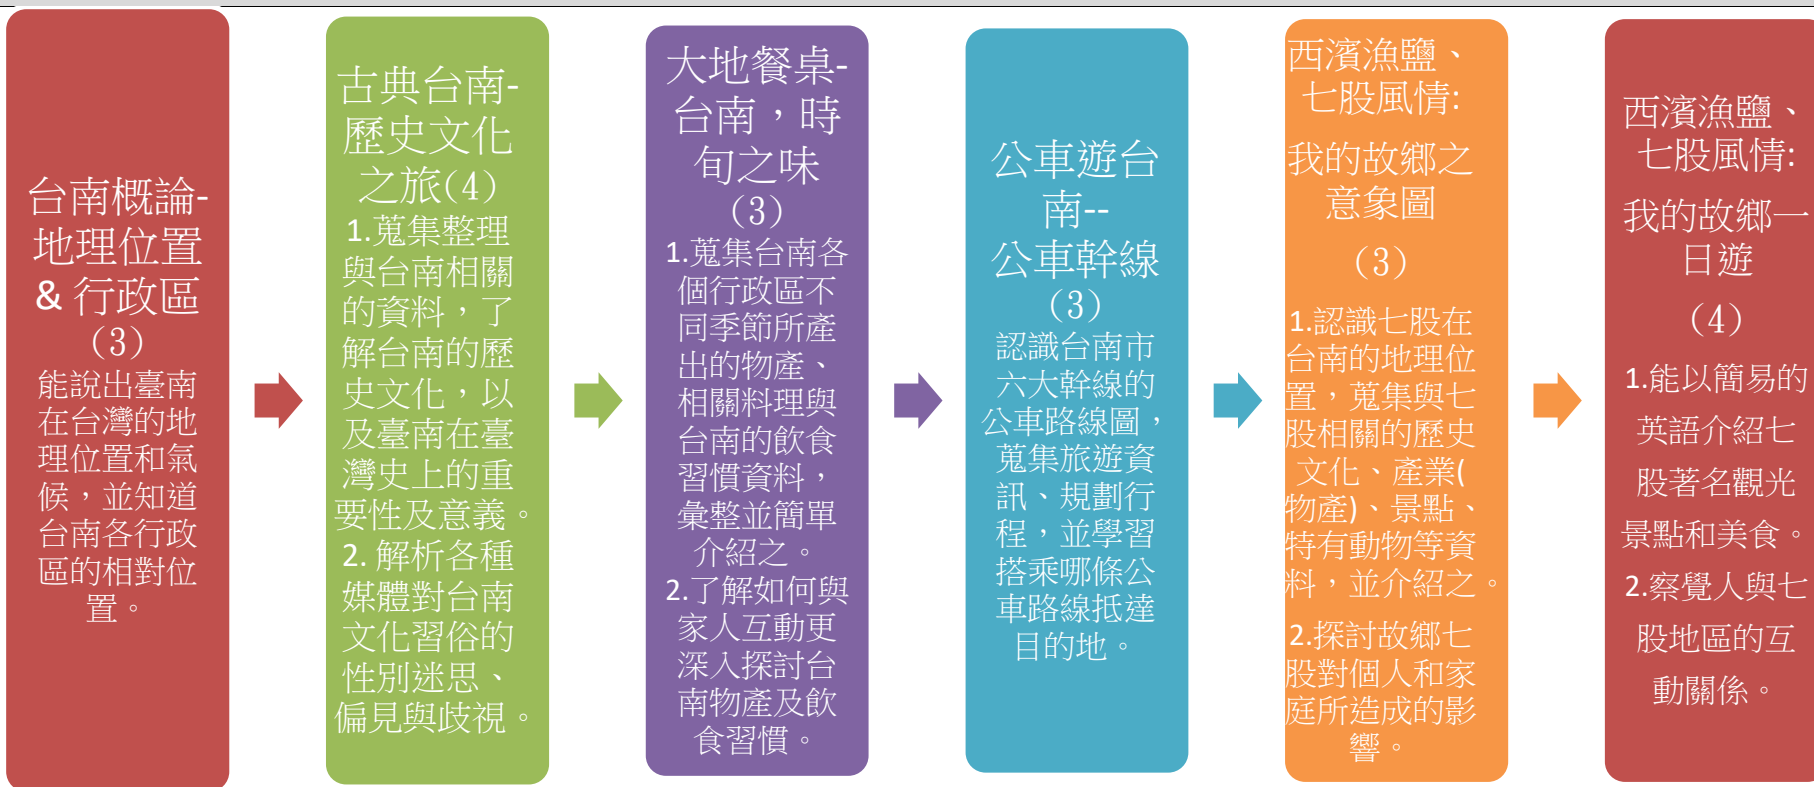 台南概論-
地理位置
& 行政區
(3)
能說出臺南
在台灣的地
理位置和氣
候，並知道
台南各行政
區的相對位
置。
古典台南-
歷史文化
之旅(4)
1.蒐集整理
與台南相關
的資料，了
解台南的歷
史文化，以
及臺南在臺
灣史上的重
要性及意義。
2. 解析各種
媒體對台南
文化習俗的
性別迷思、
偏見與歧視。
大地餐桌-
台南，時
旬之味
(3)
1.蒐集台南各
個行政區不
同季節所產
出的物產、
相關料理與
台南的飲食
習慣資料，
彙整並簡單
介紹之。
2.了解如何與
家人互動更
深入探討台
南物產及飲
食習慣。
公車遊台
南--
公車幹線
(3)
認識台南市
六大幹線的
公車路線圖，
蒐集旅遊資
訊、規劃行
程，並學習
搭乘哪條公
車路線抵達
目的地。
西濱漁鹽、
七股風情:
我的故鄉之
意象圖
(3)
1.認識七股在
台南的地理位
置，蒐集與七
股相關的歷史
文化、產業(
物產)、景點、
特有動物等資
料，並介紹之。
2.探討故鄉七
股對個人和家
庭所造成的影
響。
西濱漁鹽、
七股風情:
我的故鄉一
日遊
(4)
1.能以簡易的
英語介紹七
股著名觀光
景點和美食。
2.察覺人與七
股地區的互
動關係。